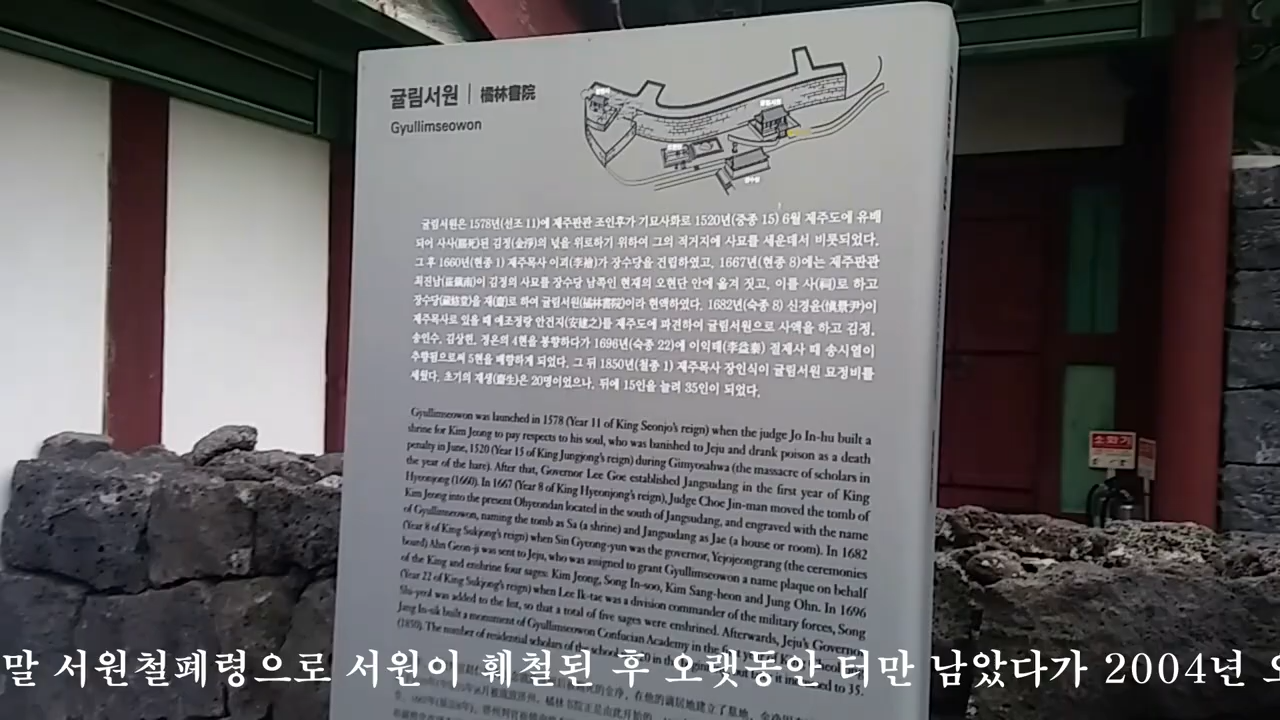 귤림서원 | 橘林書院
Gyullimseowon
귤림서원은 1578년(선조 11)에 제주판관 조인후가 기묘사화로 1520년(중종 15) 6월 제주도에 유배
되어 사사(賜死)된 김정(金淨)의 넋을 위로하기 위하여 그의 적거지에 사묘를 세운데서 비롯되었다.
그 후 1660년(현종 1) 제주목사 이괴(李襘)가 장수당을 건립하였고, 1667년(현종 8)에는 제주판관
최진남(崔鎭南)이 김정의 사묘를 장수당 남쪽인 현재의 오현단 안에 옮겨 짓고, 이를 사(祠)로 하고
장수당(藏修堂)을 재(齋)로 하여 귤림서원(橘林書院)이라 현액하였다. 1682년(숙종 8) 신경윤(愼景尹)이
제주목사로 있을 때 예조정랑 안건지(安建之)를 제주도에 파견하여 귤림서원으로 사액을 하고 김정,
송인수, 김상헌, 정온의 4현을 봉향하다가 1696년(숙종 22)에 이익태(李益泰) 절제사 때 송시열이
추향됨으로써 5현을 배향하게 되었다. 그 뒤 1850년(철종 1) 제주목사 장인식이 귤림서원 묘정비를
세웠다. 초기의 재생(齋生)은 20명이었으나, 뒤에 15인을 늘려 35인이 되었다.
Gyullimseowon was launched in 1578 (Year 11 of King Seonjo's reign) when the judge Jo In-hu built a
shrine for Kim Jeong to pay respects to his soul, who was banished to Jeju and drank poison as a death
penalty in June, 1520 (Year 15 of King Jungjong's reign) during Gimyosahwa (the massacre of scholars in
the year of the hare). After that, Governor Lee Goe established Jangsudang in the first year of King
Hyeonjong (1660). In 1667 (Year 8 of King Hyeonjong's reign), Judge Choe Jin-man moved the tomb of
Kim Jeong into the present Ohyeondan located in the south of Jangsudang, and engraved with the name
of Gyullimseowon, naming the tomb as Sa (a shrine) and Jangsudang as Jae (a house or room). In 1682
(Year 8 of King Sukjong's reign) when Sin Gyeong-yun was the governor, Yejojeongrang (the ceremonies
board) Ahn Geon-ji was sent to Jeju, who was assigned to grant Gyullimseowon a name plaque on behalf
of the King and enshrine four sages: Kim Jeong, Song In-soo, Kim Sang-heon and Jung Ohn. In 1696
(Year 22 of King Sukjong's reign) when Lee Ik-tae was a division commander of the military forces, Song
Shi-yeol was added to the list, so that a total of five sages were enshrined. Afterwards, Jeju's Governor
Jang In-sik built a monument of Gyullimseowon Confucian Academy in the first
(1850). The number of residential scholars of the school increased to 35.
말 서원철폐령으로 서원이 훼철된 후 오랫동안 터만 남았다가 2004년
소화기